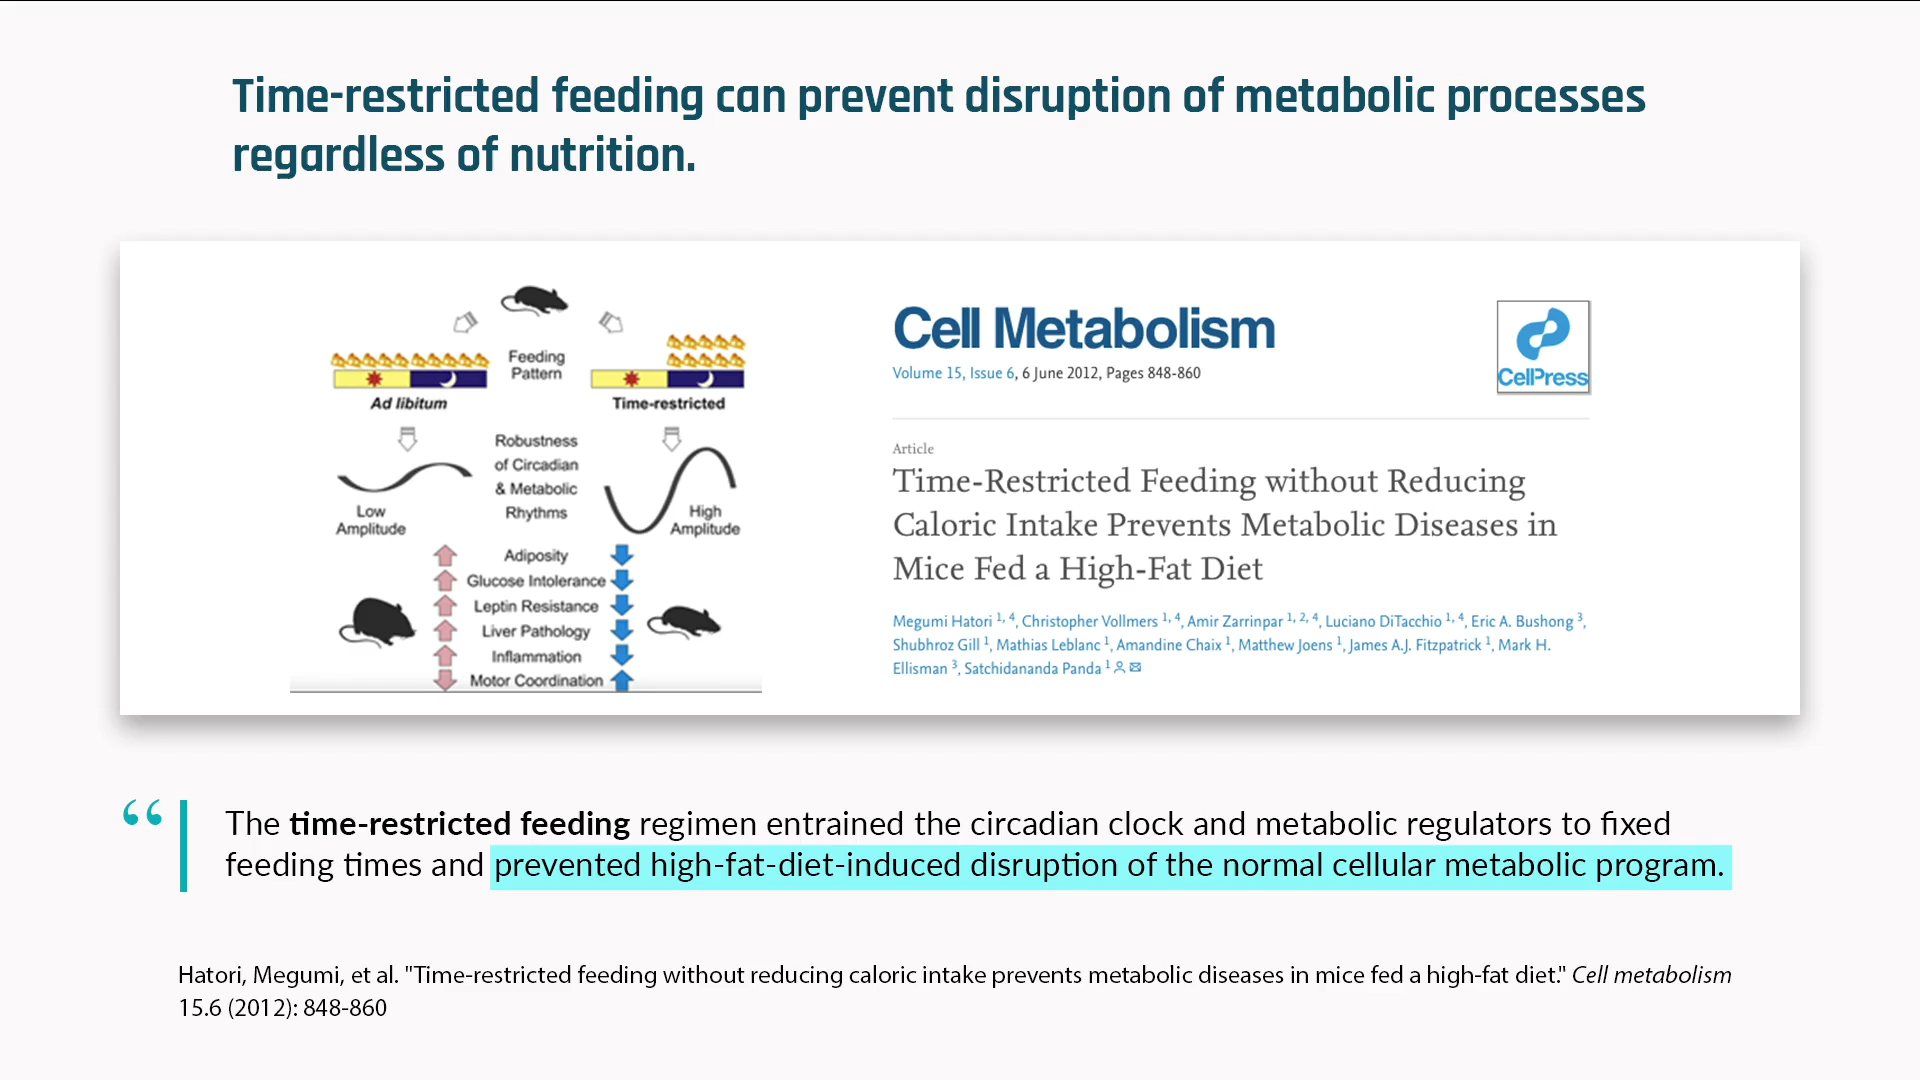 Time-restricted feeding can prevent disruption of metabolic processes
regardless of nutrition.
Feeding
Pattern
Ad libitum
Time-restricted
Robustness
of Circadian
& Metabolic
Rhythms
Low
Amplitude
High
Amplitude
Adiposity
Glucose Intolerance
Leptin Resistance
Liver Pathology
Inflammation
Motor Coordination
Cell Metabolism
Volume 15, Issue 6, 6 June 2012, Pages 848-860
CellPress
Article
Time-Restricted Feeding without Reducing
Caloric Intake Prevents Metabolic Diseases in
Mice Fed a High-Fat Diet
Megumi Hatori 1, 4, Christopher Vollmers 1, 4, Amir Zarrinpar 1, 2, 4, Luciano DiTacchio 1, 4, Eric A. Bushong 3,
Shubhroz Gill 1, Mathias Leblanc 1, Amandine Chaix 1, Matthew Joens 1, James A.J. Fitzpatrick 1, Mark H.
Ellisman 3, Satchidananda Panda 1
“
The time-restricted feeding regimen entrained the circadian clock and metabolic regulators to fixed
feeding times and prevented high-fat-diet-induced disruption of the normal cellular metabolic program.
Hatori, Megumi, et al. "Time-restricted feeding without reducing caloric intake prevents metabolic diseases in mice fed a high-fat diet." Cell metabolism
15.6 (2012): 848-860